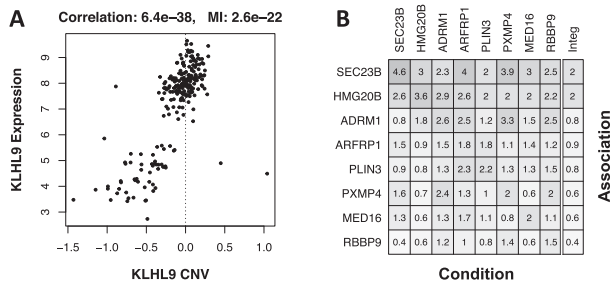 A
Correlation: 6.4e−38, MI: 2.6e−22
KLHL9 Expression
9
8
7
6
5
4
3
−1.5 −1.0 −0.5 0.0 0.5 1.0
KLHL9 CNV
B
SEC23B HMG20B ADRM1 ARFRP1 PLIN3 PXMP4 MED16 RBBP9 Integ
SEC23B 4.6 3 2.3 4 2 3.9 3 2.5 2
HMG20B 2.6 3.6 2.9 2.6 2 2 2 2.2 2
ADRM1 0.8 1.8 2.6 2.5 1.2 3.3 1.5 2.5 0.8
ARFRP1 1.5 0.9 1.5 1.8 1.8 1.1 1.4 1.2 0.9
PLIN3 0.9 0.8 1.3 2.3 2.2 1.3 1.3 1.5 0.8
PXMP4 1.6 0.7 2.4 1.3 1 2 0.6 2 0.6
MED16 1.3 0.6 1.3 1.7 1.1 0.8 2 1.1 0.6
RBBP9 0.4 0.6 1.2 1 0.8 1.4 0.6 1.5 0.4
Association
Condition